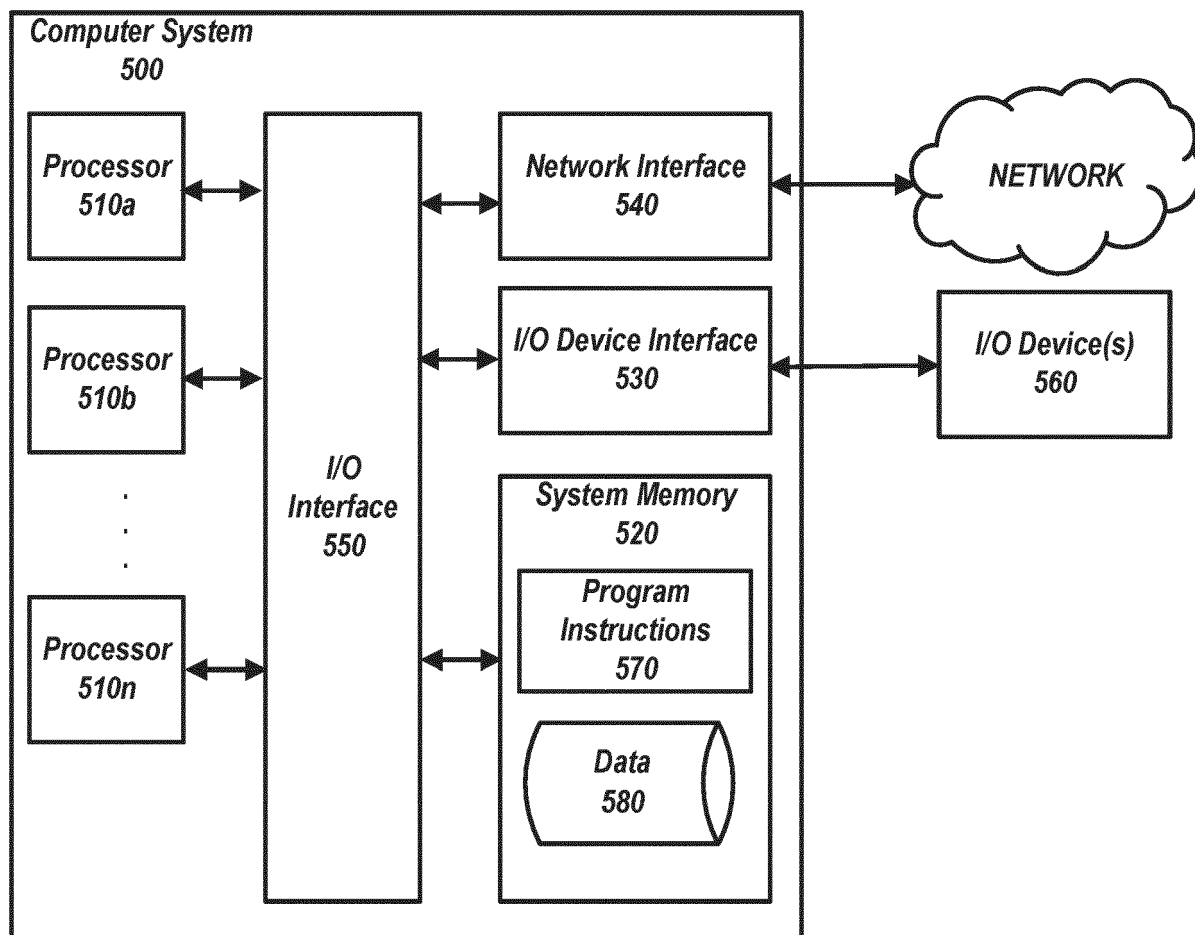 Computer System
500
Processor
510a
Processor
510b
Processor
510n
I/O
Interface
550
Network Interface
540
I/O Device Interface
530
System Memory
520
Program
Instructions
570
Data
580
NETWORK
I/O Device(s)
560